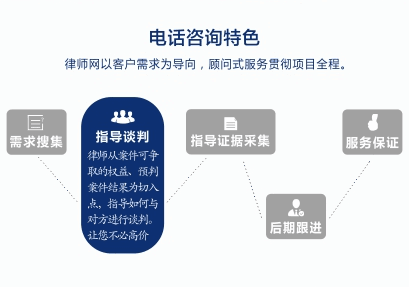 电话咨询特色
律师网以客户需求为导向，顾问式服务贯彻项目全程。
需求搜集
指导谈判
律师从案件可争
取的权益、预判
案件结果为切入
点，指导如何与
对方进行谈判。
让您不必高价
指导证据采集
后期跟进
服务保证